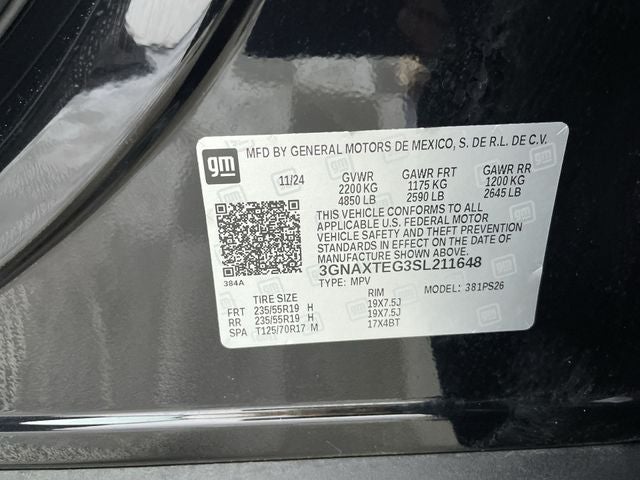 gm
MFD BY GENERAL MOTORS DE MEXICO, S. DE R.L. DE C.V.
11/24 GVWR GAWR FRT GAWR RR
2200 KG 1175 KG 1200 KG
4850 LB 2590 LB 2645 LB
THIS VEHICLE CONFORMS TO ALL
APPLICABLE U.S. FEDERAL MOTOR
VEHICLE SAFETY AND THEFT PREVENTION
STANDARDS IN EFFECT ON THE DATE OF
MANUFACTURE SHOWN ABOVE.
3GNAXTEG3SL211648
384A TYPE: MPV MODEL: 381PS26
TIRE SIZE RIM
FRT 235/55R19 H 19X7.5J
RR 235/55R19 H 19X7.5J
SPA T125/70R17 M 17X4BT